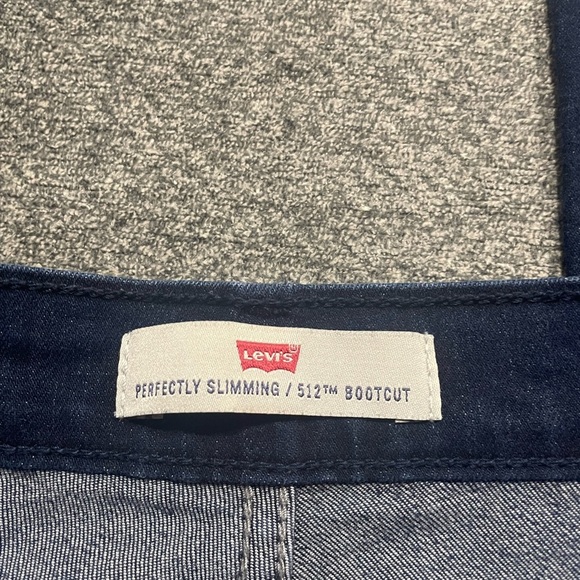 Levi's
PERFECTLY SLIMMING / 512™ BOOTCUT